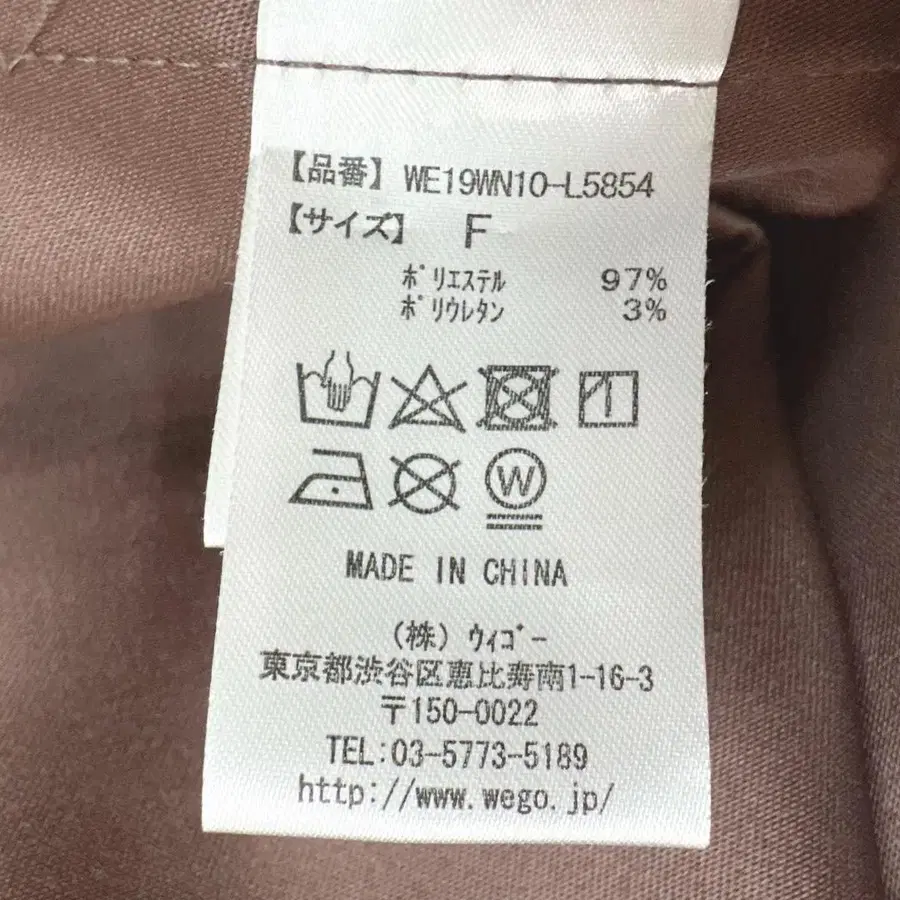 【品番】 WE19WN10-L5854
【サイズ】 F
ﾎﾟﾘｴｽﾃﾙ 97%
ﾎﾟﾘｳﾚﾀﾝ 3%
W
MADE IN CHINA
(株) ｳｨｺﾞｰ
東京都渋谷区恵比寿南1-16-3
〒150-0022
TEL:03-5773-5189
http://www.wego.jp/